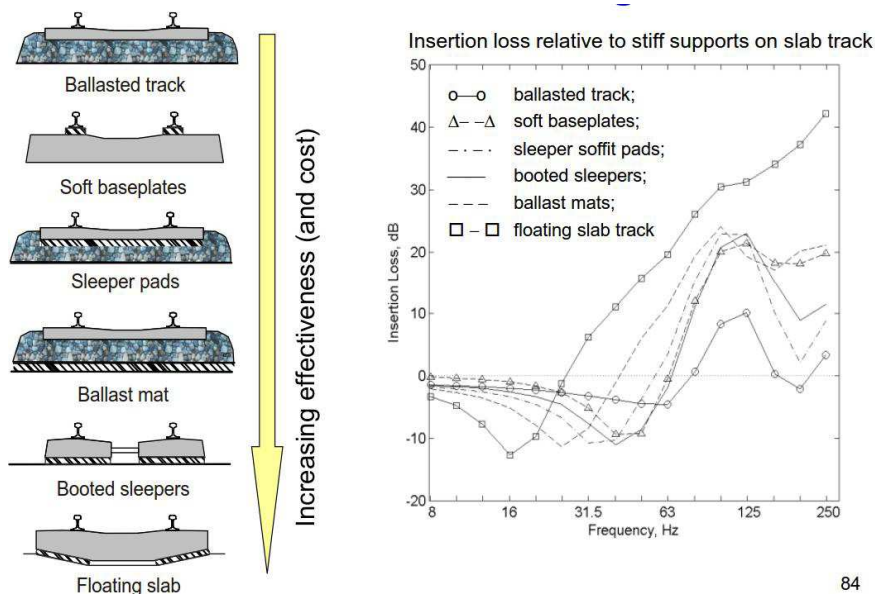 Ballasted track
Soft baseplates
Sleeper pads
Ballast mat
Booted sleepers
Floating slab
Increasing effectiveness (and cost)
Insertion loss relative to stiff supports on slab track
50
40
30
20
10
0
-10
-20
Insertion Loss, dB
ballasted track;
soft baseplates;
sleeper soffit pads;
booted sleepers;
ballast mats;
floating slab track
8 16 31.5 63 125 250
Frequency, Hz
84